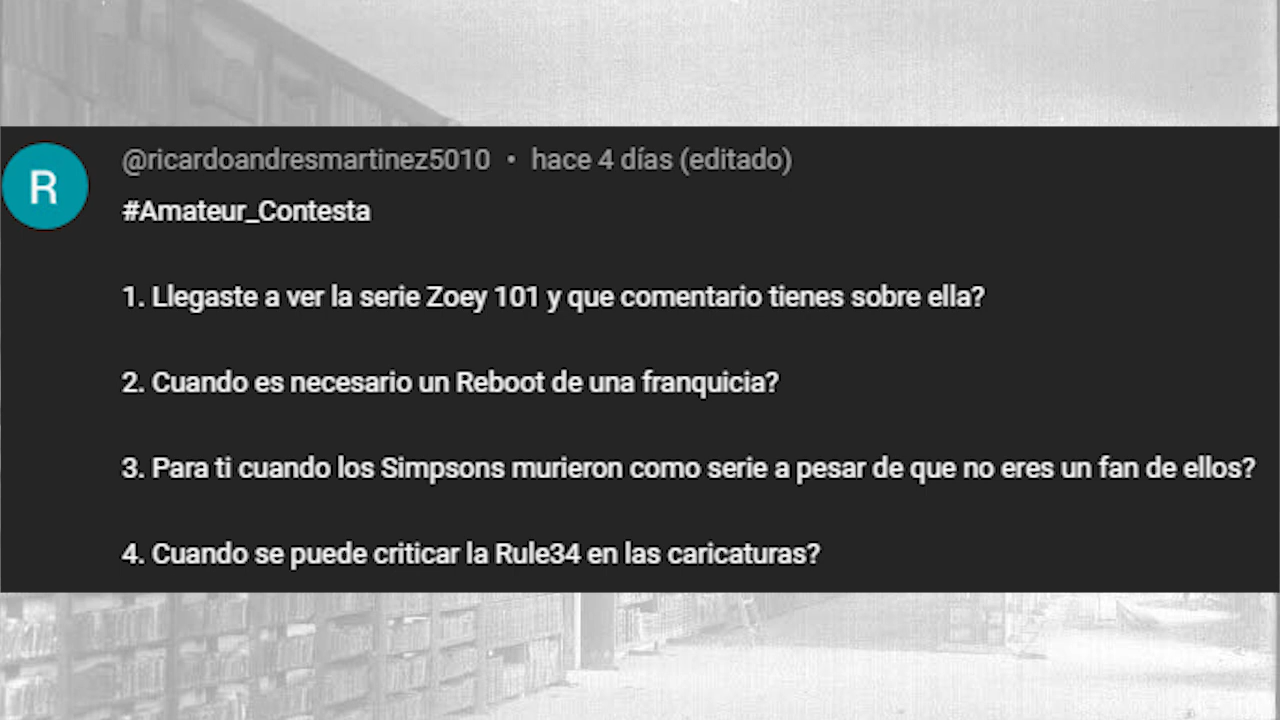 R
@ricardoandresmartinez5010 • hace 4 días (editado)
#Amateur_Contesta
1. Llegaste a ver la serie Zoey 101 y que comentario tienes sobre ella?
2. Cuando es necesario un Reboot de una franquicia?
3. Para ti cuando los Simpsons murieron como serie a pesar de que no eres un fan de ellos?
4. Cuando se puede criticar la Rule34 en las caricaturas?